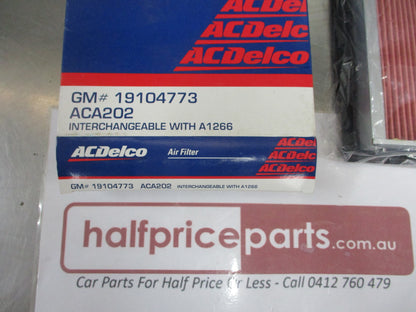 ACDelco
ACDelco
ACDelco
GM# 19104773
ACA202
INTERCHANGEABLE WITH A1266
ACDelco Air Filter ACDelco
ACDelco
ACDelco
GM# 19104773 ACA202 INTERCHANGEABLE WITH A1266
halfpriceparts.com.au
Car Parts For Half Price Or Less - Call 0412 760 479